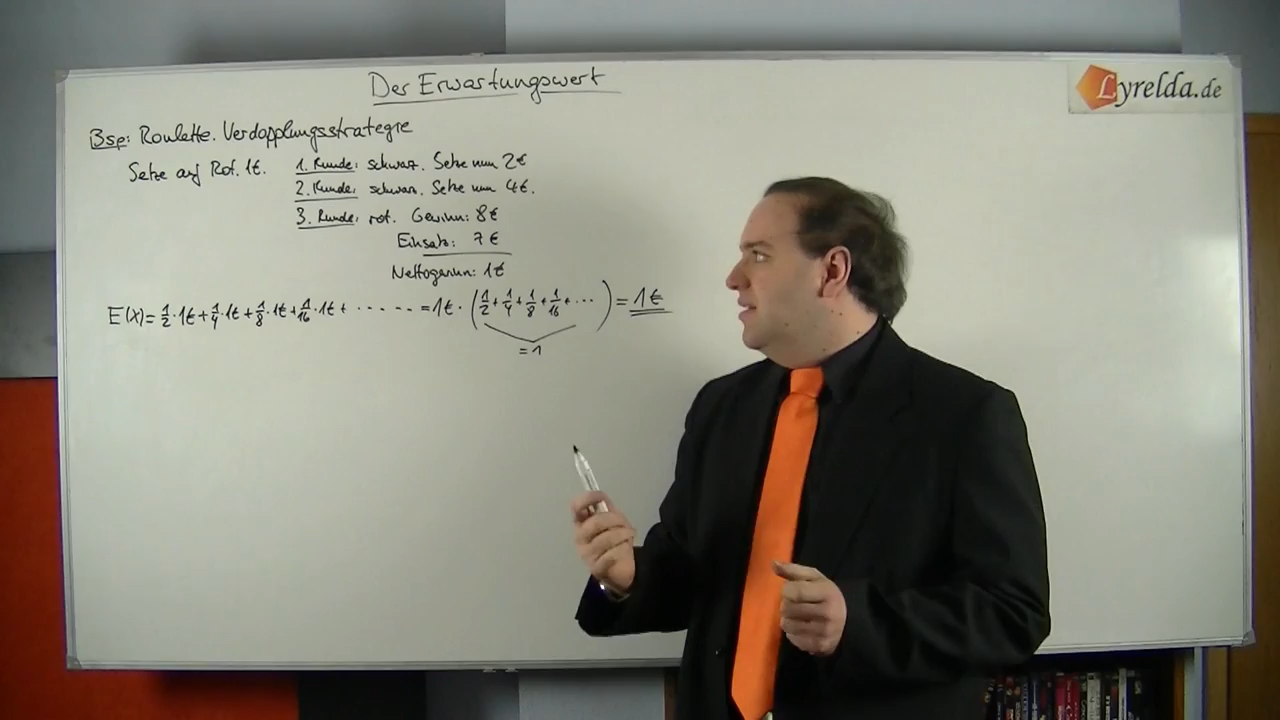 Der Erwartungswert
Lyrelda.de
Bsp: Roulette. Verdopplungsstrategie
Setze auf Rot. 1€. 1. Runde: schwarz. Setze nun 2€
2. Runde: schwarz. Setze nun 4€.
3. Runde: rot. Gewinn: 8€
Einsatz: 7€
Nettogewinn: 1€
E(X)=1/2·1€+1/4·1€+1/8·1€+1/16·1€+ ...... =1€·(1/2+1/4+1/8+1/16+...)=1€
=1